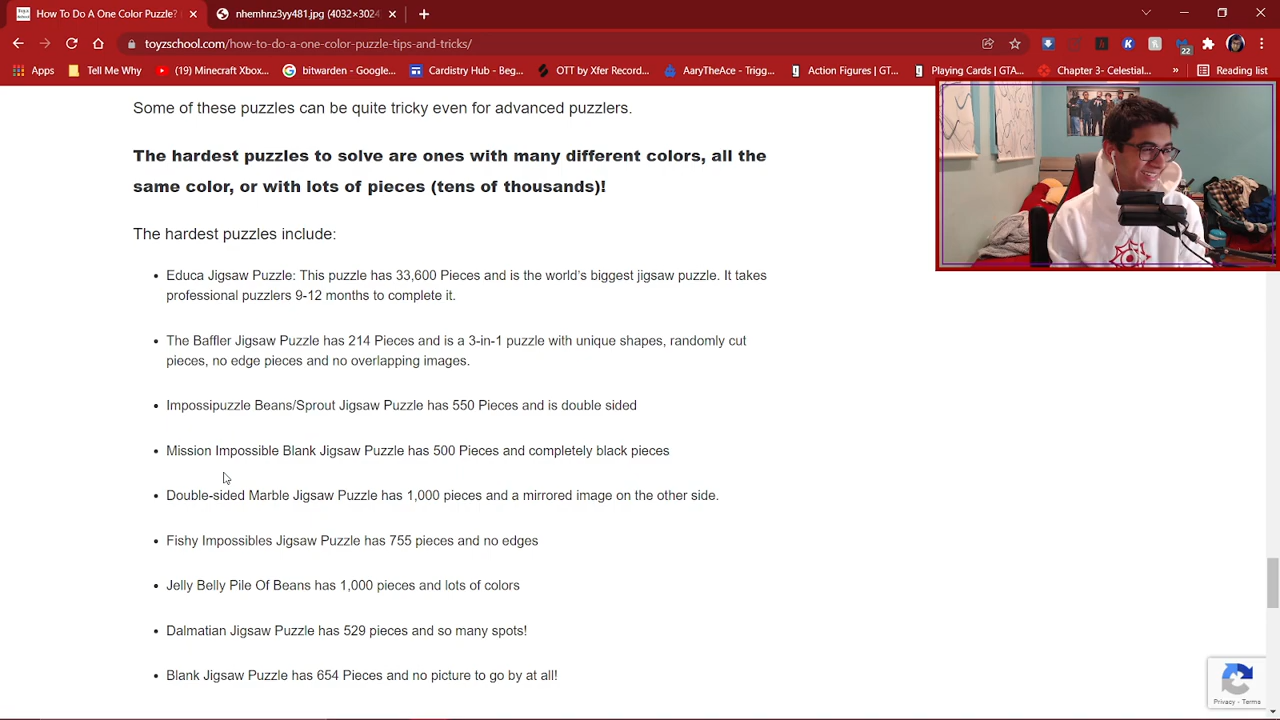 How To Do A One Color Puzzle?
nhemhnz3yy481.jpg (4032×3024
toyzschool.com/how-to-do-a-one-color-puzzle-tips-and-tricks/
22
Apps
Tell Me Why
(19) Minecraft Xbox...
bitwarden - Google...
Cardistry Hub - Beg...
OTT by Xfer Record...
AaryTheAce - Trigg...
Action Figures | GT...
Playing Cards | GTA...
Chapter 3- Celestial...
»
Reading list
Some of these puzzles can be quite tricky even for advanced puzzlers.
The hardest puzzles to solve are ones with many different colors, all the
same color, or with lots of pieces (tens of thousands)!
The hardest puzzles include:
• Educa Jigsaw Puzzle: This puzzle has 33,600 Pieces and is the world's biggest jigsaw puzzle. It takes
professional puzzlers 9-12 months to complete it.
• The Baffler Jigsaw Puzzle has 214 Pieces and is a 3-in-1 puzzle with unique shapes, randomly cut
pieces, no edge pieces and no overlapping images.
• Impossipuzzle Beans/Sprout Jigsaw Puzzle has 550 Pieces and is double sided
• Mission Impossible Blank Jigsaw Puzzle has 500 Pieces and completely black pieces
• Double-sided Marble Jigsaw Puzzle has 1,000 pieces and a mirrored image on the other side.
• Fishy Impossibles Jigsaw Puzzle has 755 pieces and no edges
• Jelly Belly Pile Of Beans has 1,000 pieces and lots of colors
• Dalmatian Jigsaw Puzzle has 529 pieces and so many spots!
• Blank Jigsaw Puzzle has 654 Pieces and no picture to go by at all!
Privacy - Terms